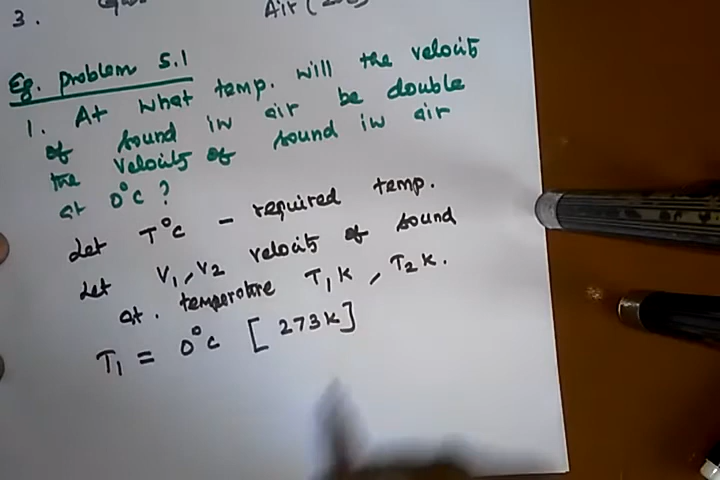 3.
Air (20
Eg. problem 5.1
1. At what temp. will the velocity
of sound in air be double
the velocity of sound in air
at 0°c ?
Let T°c - required temp.
Let V1, V2 velocity of sound
at. temperature T1 k, T2 k.
T1 = 0°c [273k]